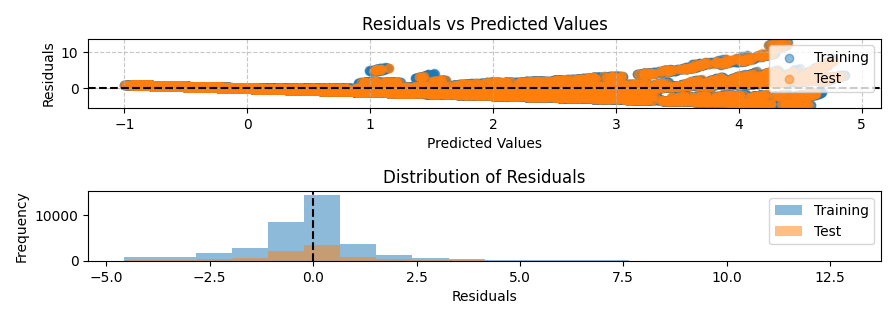 Residuals vs Predicted Values
Residuals
10
0
Training
Test
−1 0 1 2 3 4 5
Predicted Values
Distribution of Residuals
Frequency
10000
0
Training
Test
−5.0 −2.5 0.0 2.5 5.0 7.5 10.0 12.5
Residuals